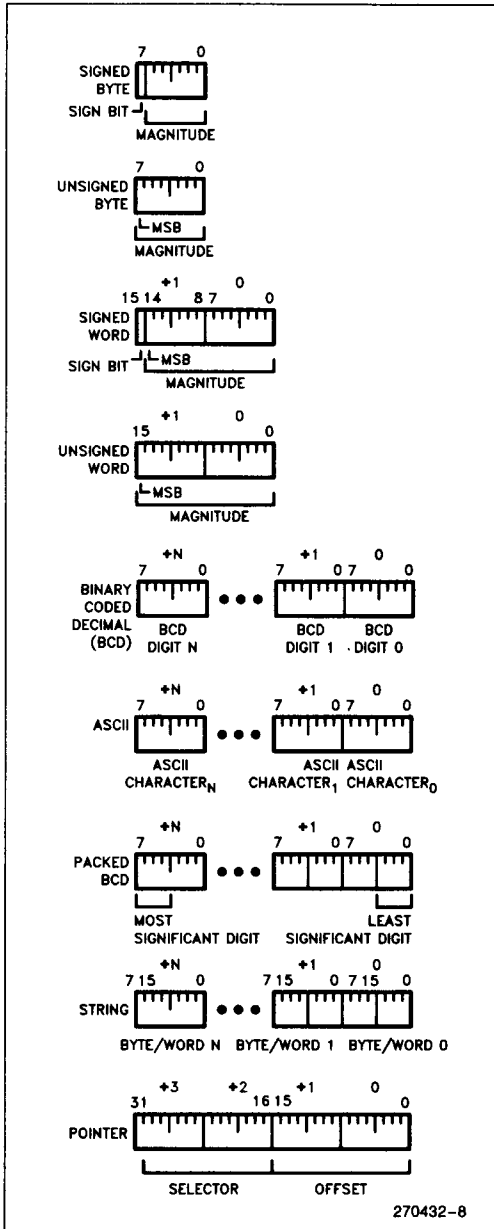 7 0
SIGNED
BYTE
SIGN BIT
MAGNITUDE
7 0
UNSIGNED
BYTE
MSB
MAGNITUDE
+1 0
15 14 8 7 0
SIGNED
WORD
SIGN BIT MSB
MAGNITUDE
+1 0
15 0
UNSIGNED
WORD
MSB
MAGNITUDE
+N +1 0
7 0 7 0 7 0
BINARY
CODED
DECIMAL
(BCD)
BCD BCD BCD
DIGIT N DIGIT 1 DIGIT 0
+N +1 0
7 0 7 0 7 0
ASCII
ASCII ASCII ASCII
CHARACTER_N CHARACTER_1 CHARACTER_0
+N +1 0
7 0 7 0 7 0
PACKED
BCD
MOST LEAST
SIGNIFICANT DIGIT SIGNIFICANT DIGIT
+N +1 0
7 15 0 7 15 0 7 15 0
STRING
BYTE/WORD N BYTE/WORD 1 BYTE/WORD 0
+3 +2 +1 0
31 16 15 0
POINTER
SELECTOR OFFSET
270432-8